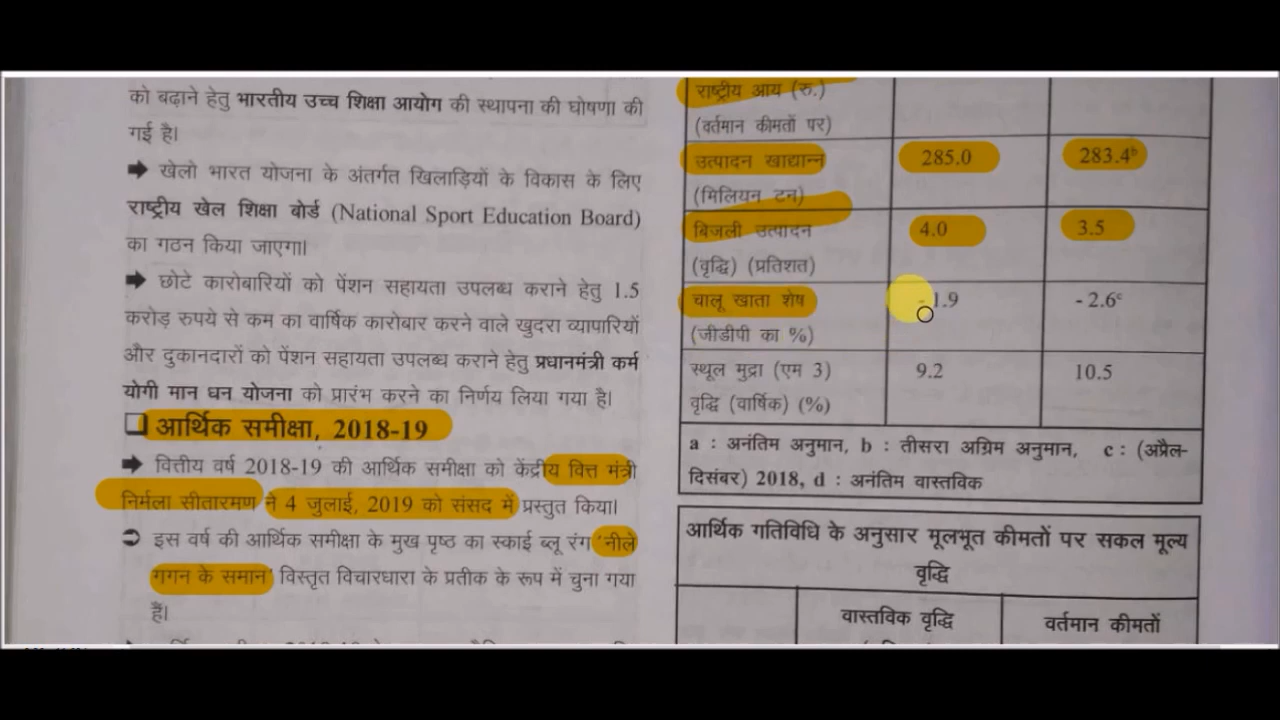 को बढ़ाने हेतु भारतीय उच्च शिक्षा आयोग की स्थापना की घोषणा की
गई है।
➡ खेलो भारत योजना के अंतर्गत खिलाड़ियों के विकास के लिए
राष्ट्रीय खेल शिक्षा बोर्ड (National Sport Education Board)
का गठन किया जाएगा।
➡ छोटे कारोबारियों को पेंशन सहायता उपलब्ध कराने हेतु 1.5
करोड़ रुपये से कम का वार्षिक कारोबार करने वाले खुदरा व्यापारियों
और दुकानदारों को पेंशन सहायता उपलब्ध कराने हेतु प्रधानमंत्री कर्म
योगी मान धन योजना को प्रारंभ करने का निर्णय लिया गया है।
❑ आर्थिक समीक्षा, 2018-19
➡ वित्तीय वर्ष 2018-19 की आर्थिक समीक्षा को केंद्रीय वित्त मंत्री
निर्मला सीतारमण ने 4 जुलाई, 2019 को संसद में प्रस्तुत किया।
➲ इस वर्ष की आर्थिक समीक्षा के मुख पृष्ठ का स्काई ब्लू रंग 'नीले
गगन के समान' विस्तृत विचारधारा के प्रतीक के रूप में चुना गया
है।
राष्ट्रीय आय (रु.)
(वर्तमान कीमतों पर)
उत्पादन खाद्यान्न 285.0 283.4ᵇ
(मिलियन टन)
बिजली उत्पादन 4.0 3.5
(वृद्धि) (प्रतिशत)
चालू खाता शेष - 1.9 - 2.6ᶜ
(जीडीपी का %)
स्थूल मुद्रा (एम 3) 9.2 10.5
वृद्धि (वार्षिक) (%)
a : अनंतिम अनुमान, b : तीसरा अग्रिम अनुमान, c : (अप्रैल-
दिसंबर) 2018, d : अनंतिम वास्तविक
आर्थिक गतिविधि के अनुसार मूलभूत कीमतों पर सकल मूल्य
वृद्धि
वास्तविक वृद्धि वर्तमान कीमतों